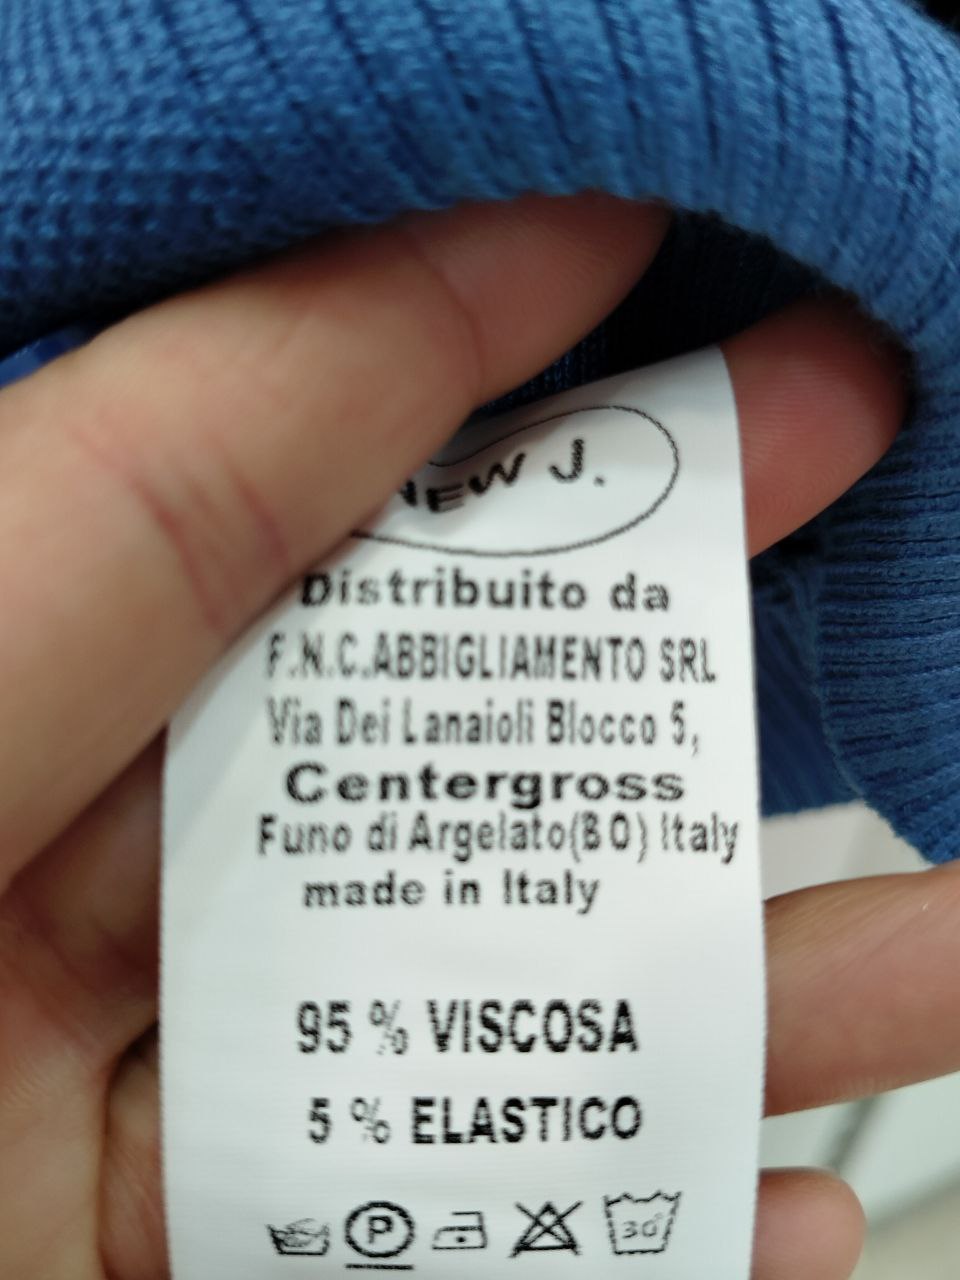 NEW J.
Distribuito da
F.N.C.ABBIGLIAMENTO SRL
Via Dei Lanaioli Blocco 5,
Centergross
Funo di Argelato(BO) Italy
made in Italy
95 % VISCOSA
5 % ELASTICO
P 30°